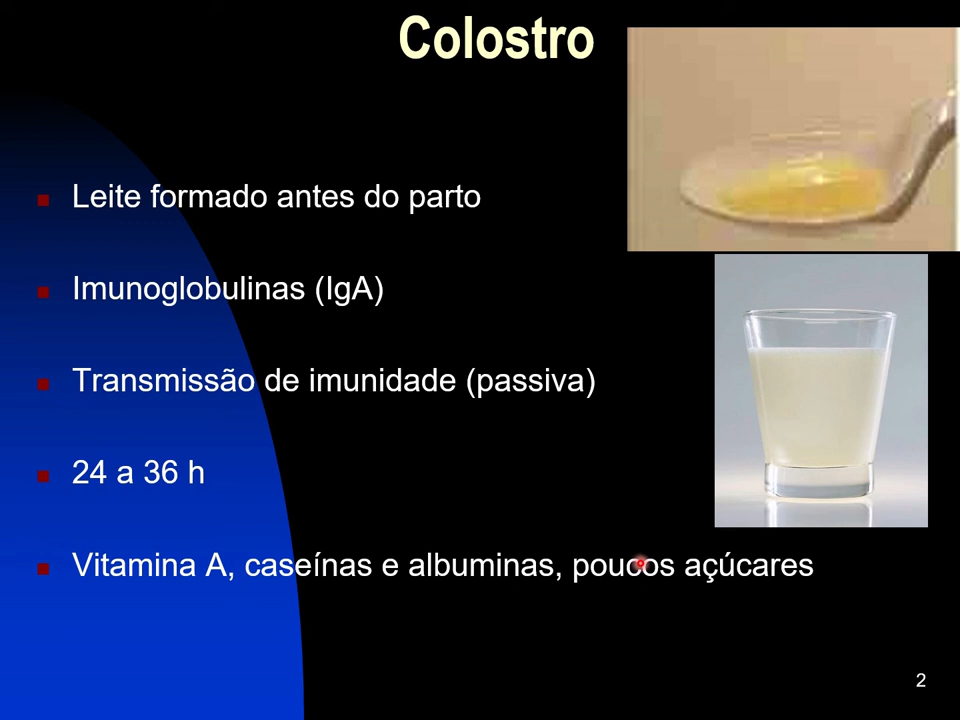 Colostro
Leite formado antes do parto
Imunoglobulinas (IgA)
Transmissão de imunidade (passiva)
24 a 36 h
Vitamina A, caseínas e albuminas, poucos açúcares
2